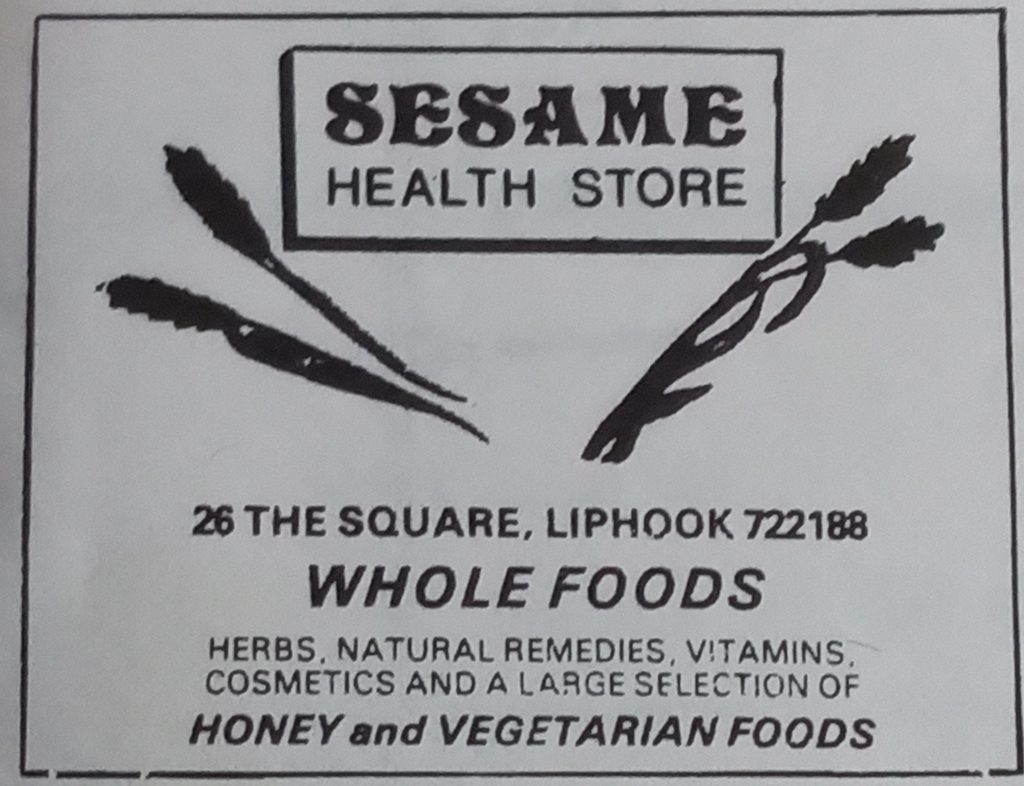 SESAME
HEALTH STORE
26 THE SQUARE, LIPHOOK 722188
WHOLE FOODS
HERBS, NATURAL REMEDIES, VITAMINS,
COSMETICS AND A LARGE SELECTION OF
HONEY and VEGETARIAN FOODS